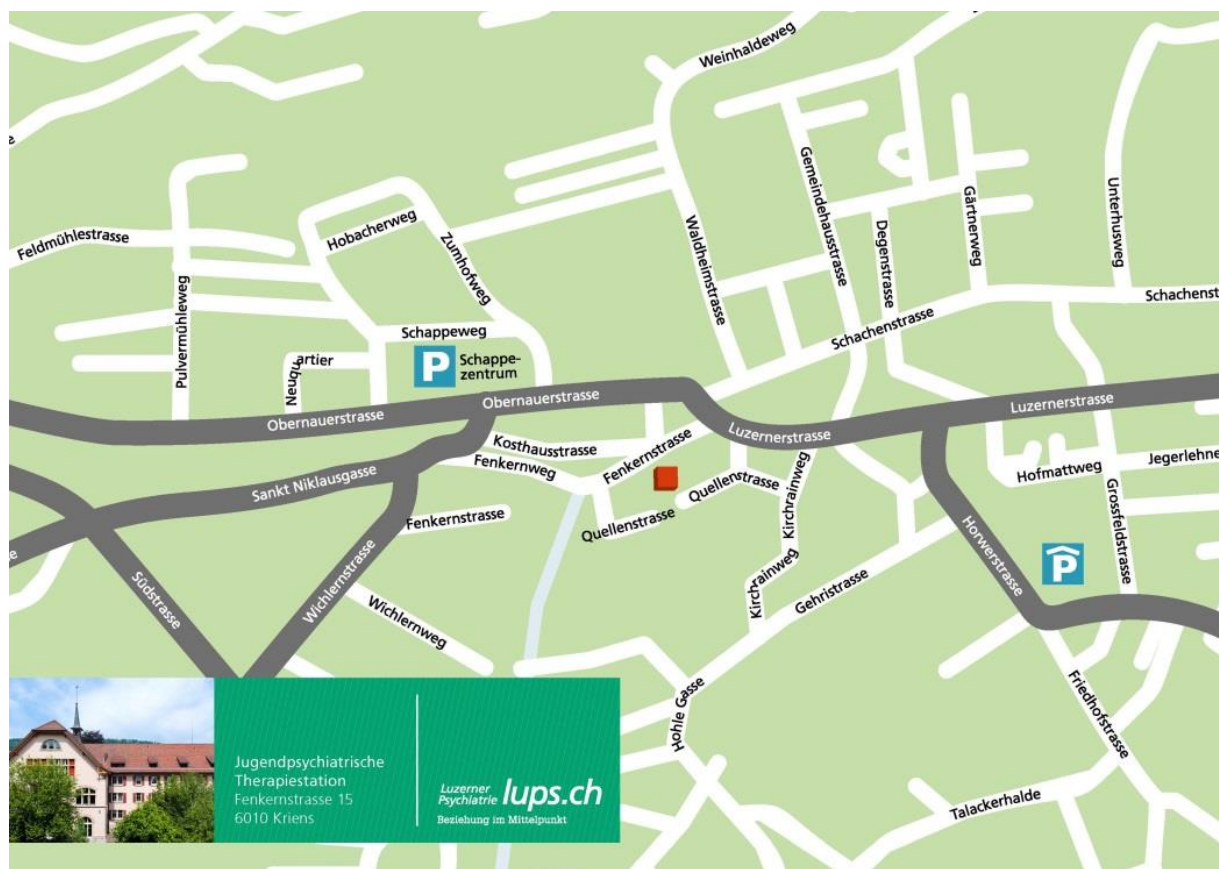 Weinhaldeweg
Feldmühlestrasse
Hobacherweg
Zumhofweg
Pulvermühleweg
Waldheimstrasse
Gemeindehausstrasse
Degenstrasse
Gärtnerweg
Unterhusweg
Schachenst
Schachenstrasse
Schappeweg
P
Schappe-
zentrum
Neuqu
artier
Obernauerstrasse
Obernauerstrasse
Luzernerstrasse
Luzernerstrasse
Kosthausstrasse
Fenkernweg
Fenkernstrasse
Sankt Niklausgasse
Fenkernstrasse
Quellenstrasse
Quellenstrasse
Kirchrainweg
Kirchrainweg
Hofmattweg
Jegerlehne
Grossfeldstrasse
Horwerstrasse
P
Gehristrasse
Südstrasse
Wichlernstrasse
Wichlernweg
Hohle Gasse
Friedhofstrasse
Talackerhalde
e
e
Jugendpsychiatrische
Therapiestation
Fenkernstrasse 15
6010 Kriens
Luzerner
Psychiatrie lups.ch
Beziehung im Mittelpunkt